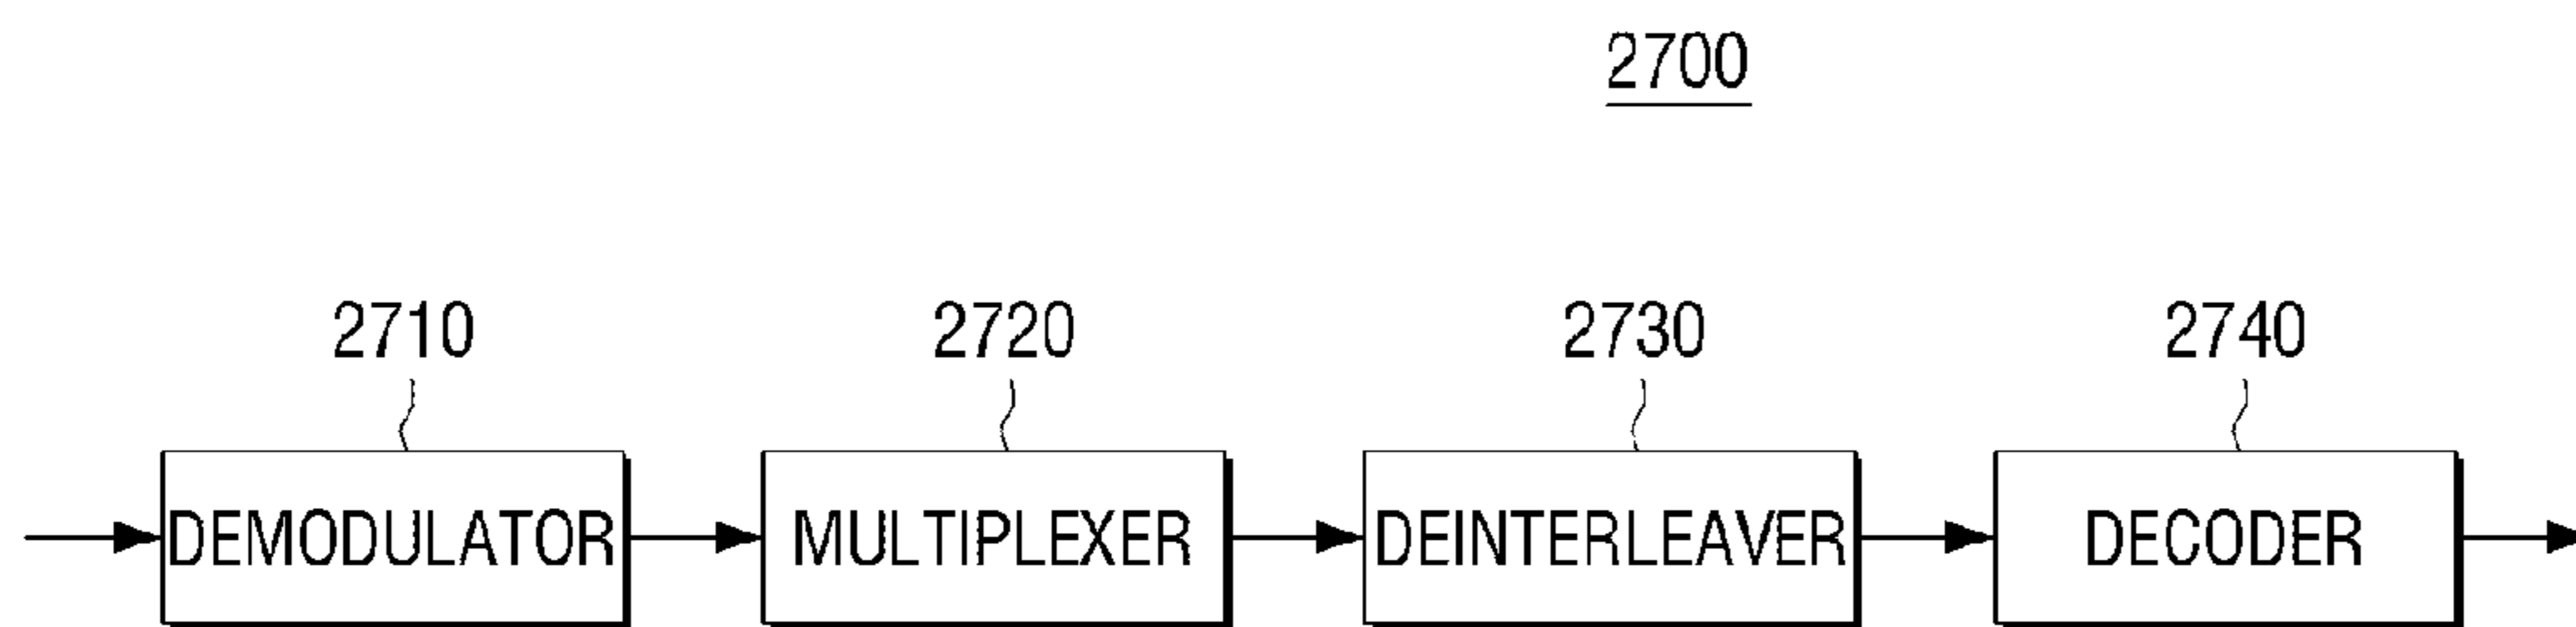 2700
2710 2720 2730 2740
DEMODULATOR MULTIPLEXER DEINTERLEAVER DECODER